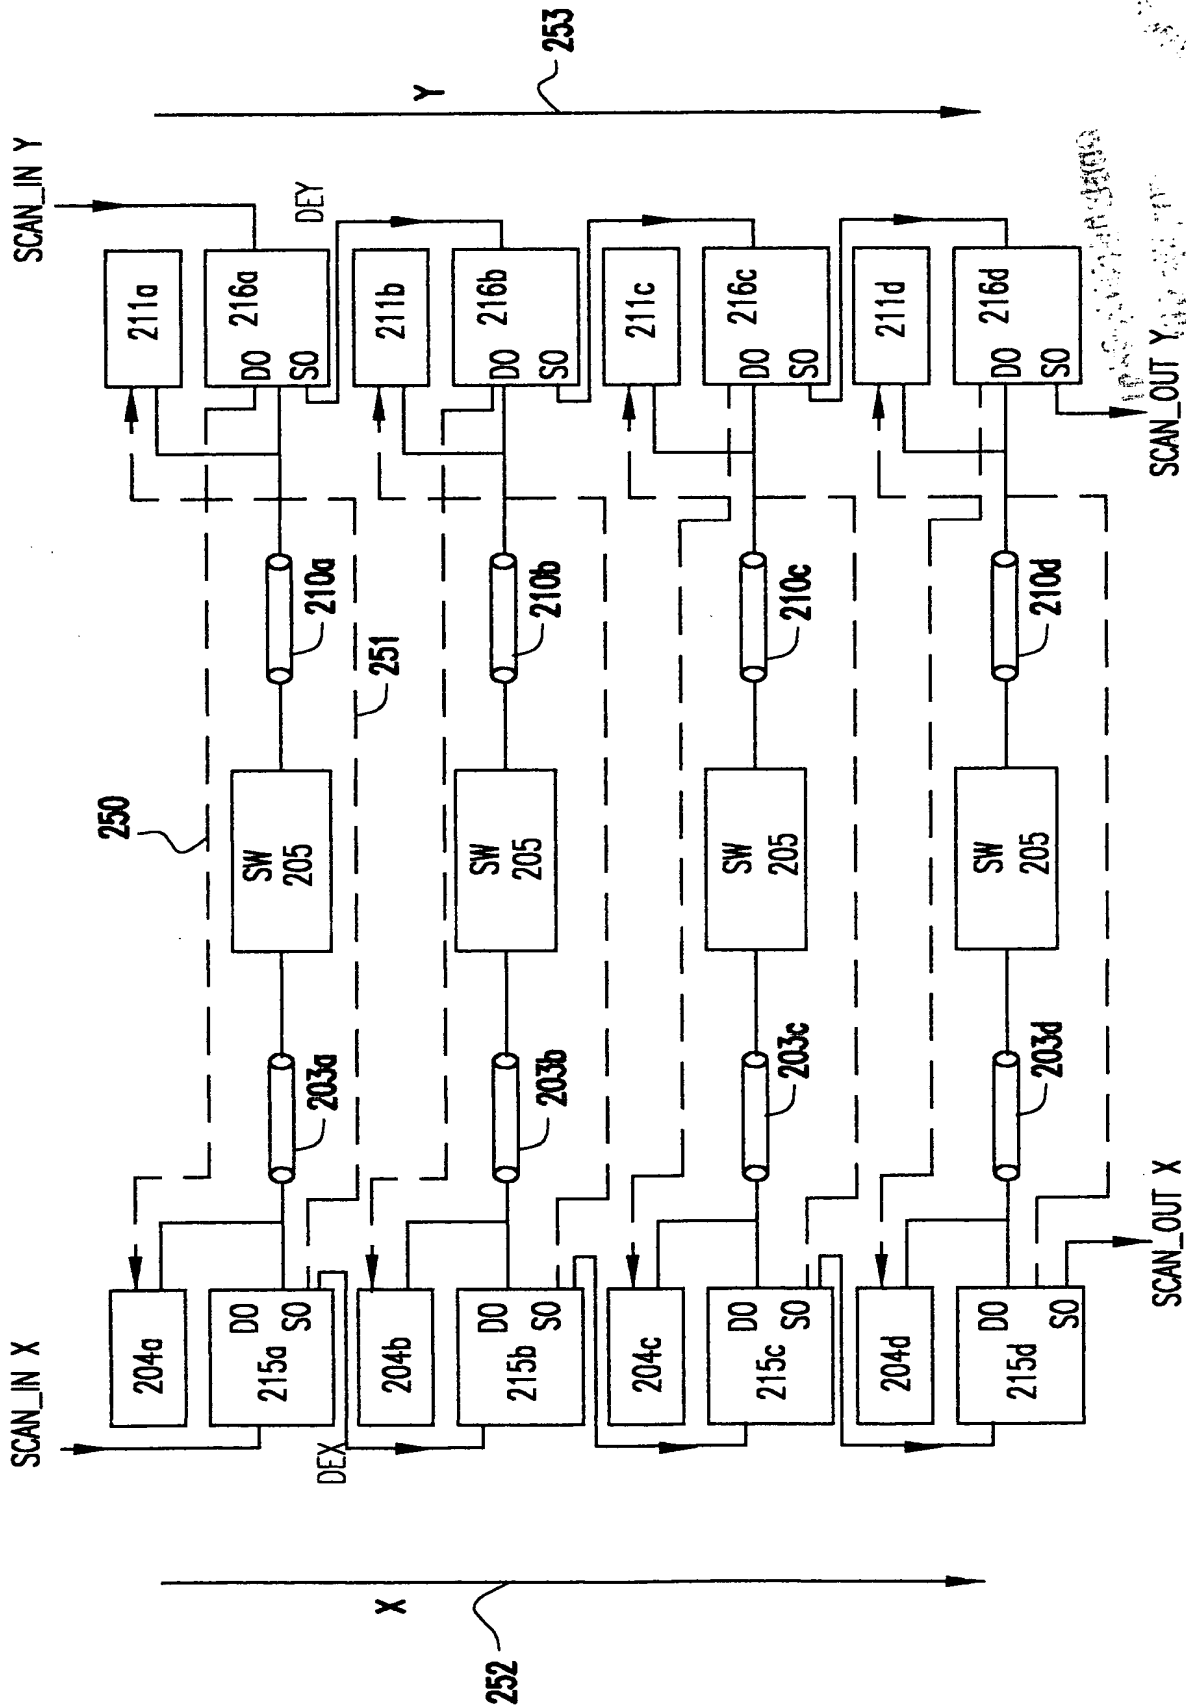 SCAN_IN X
SCAN_IN Y
250
204a
211a
215a
DO
SO
203a
SW
205
210a
DO
SO
216a
DEX
251
DEY
204b
211b
X
252
Y
253
215b
DO
SO
203b
SW
205
210b
DO
SO
216b
204c
211c
215c
DO
SO
203c
SW
205
210c
DO
SO
216c
204d
211d
215d
DO
SO
203d
SW
205
210d
DO
SO
216d
SCAN_OUT X
SCAN_OUT Y